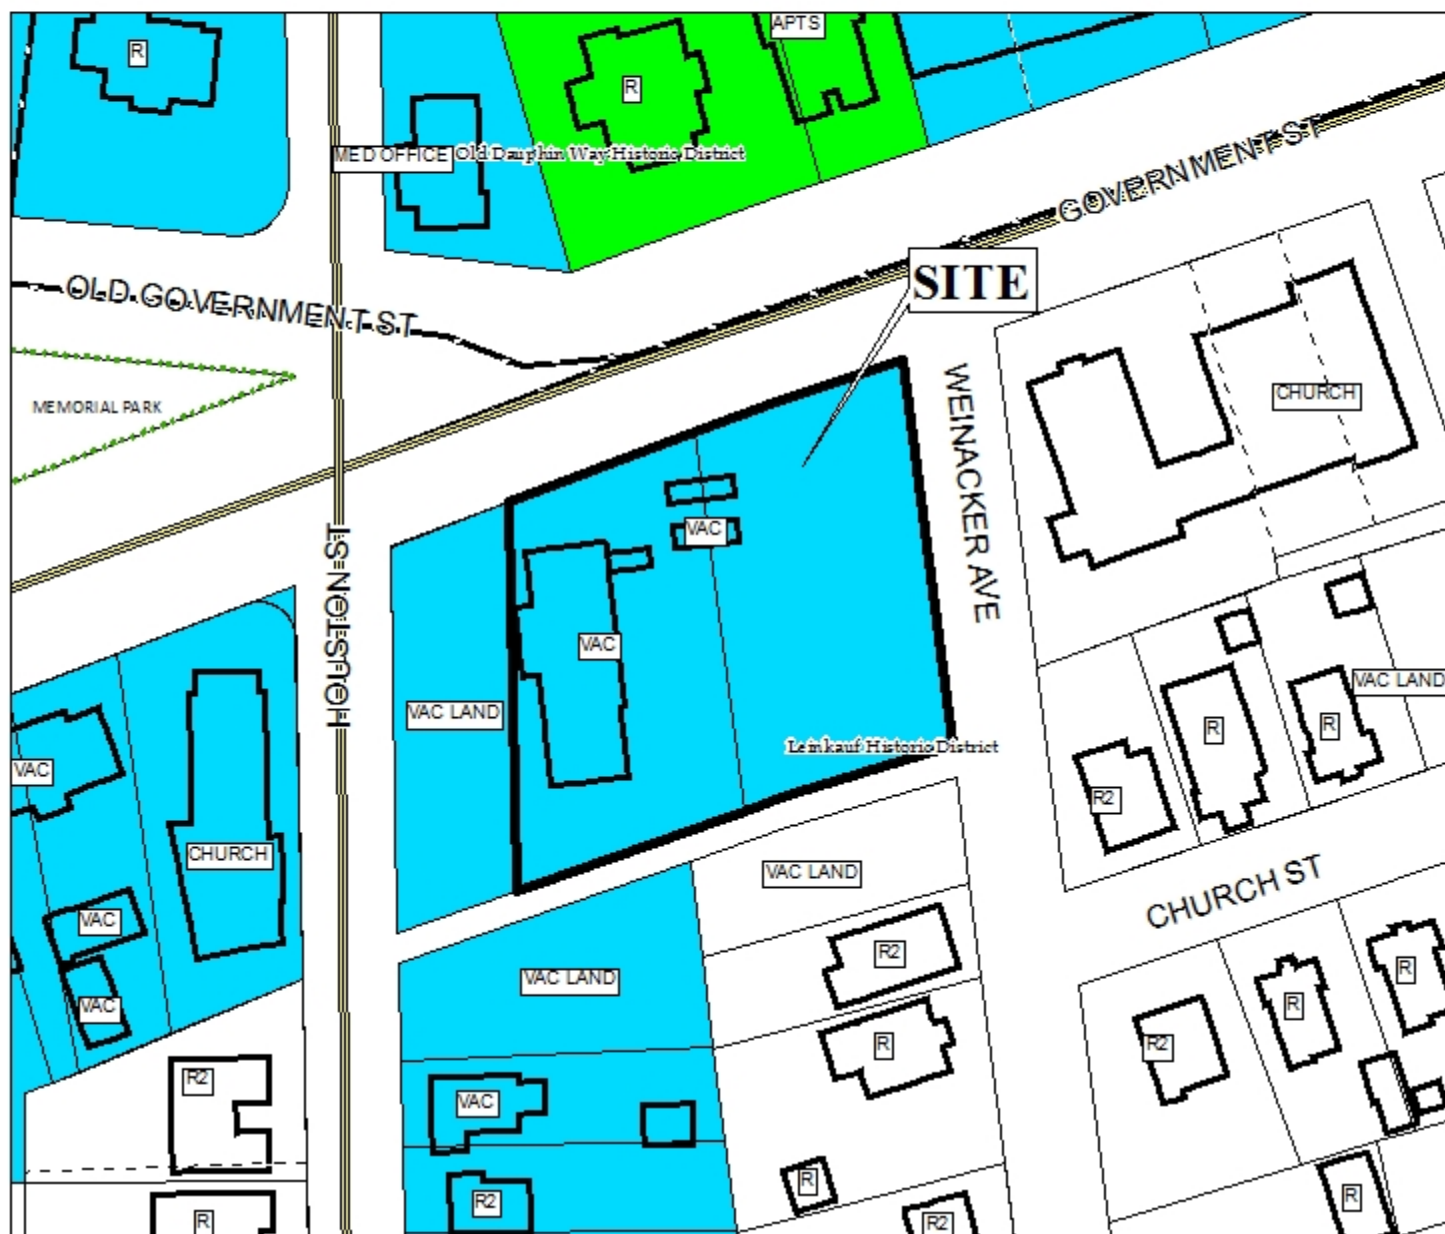 R
APTS
R
MED OFFICE
Old Dauphin Way Historic District
GOVERNMENT ST
OLD GOVERNMENT ST
SITE
MEMORIAL PARK
WEINACKER AVE
CHURCH
VAC
HOUSTON ST
VAC
VAC LAND
VAC LAND
R
R
Leinkauf Historic District
VAC
R2
CHURCH
VAC LAND
CHURCH ST
VAC
R2
R
VAC LAND
R
VAC
R
R2
R2
VAC
R
R2
R
R
R2